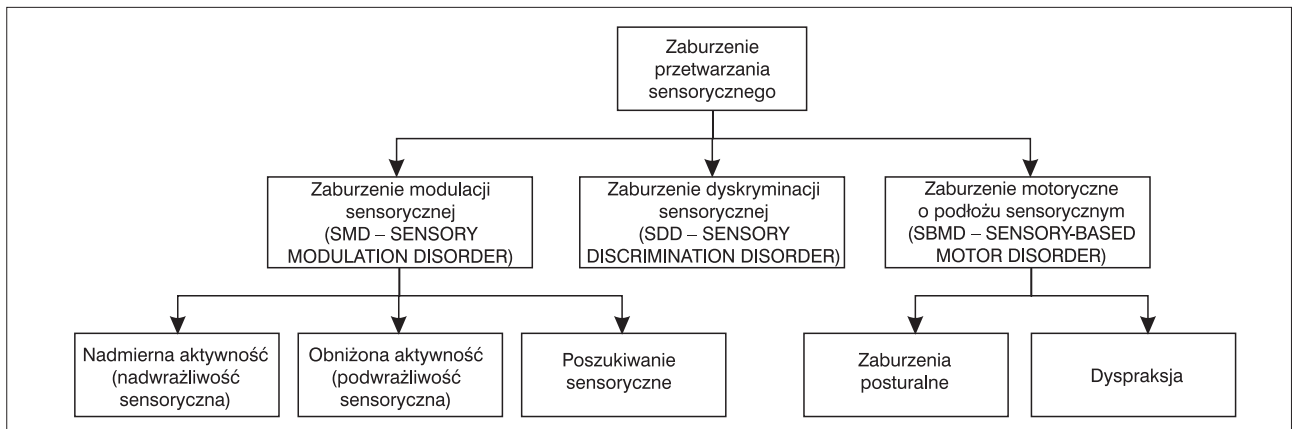 Zaburzenie
przetwarzania
sensorycznego
Zaburzenie modulacji
sensorycznej
(SMD – SENSORY
MODULATION DISORDER)
Zaburzenie dyskryminacji
sensorycznej
(SDD – SENSORY
DISCRIMINATION DISORDER)
Zaburzenie motoryczne
o podłożu sensorycznym
(SBMD – SENSORY-BASED
MOTOR DISORDER)
Nadmierna aktywność
(nadwrażliwość
sensoryczna)
Obniżona aktywność
(podwrażliwość
sensoryczna)
Poszukiwanie
sensoryczne
Zaburzenia
posturalne
Dyspraksja